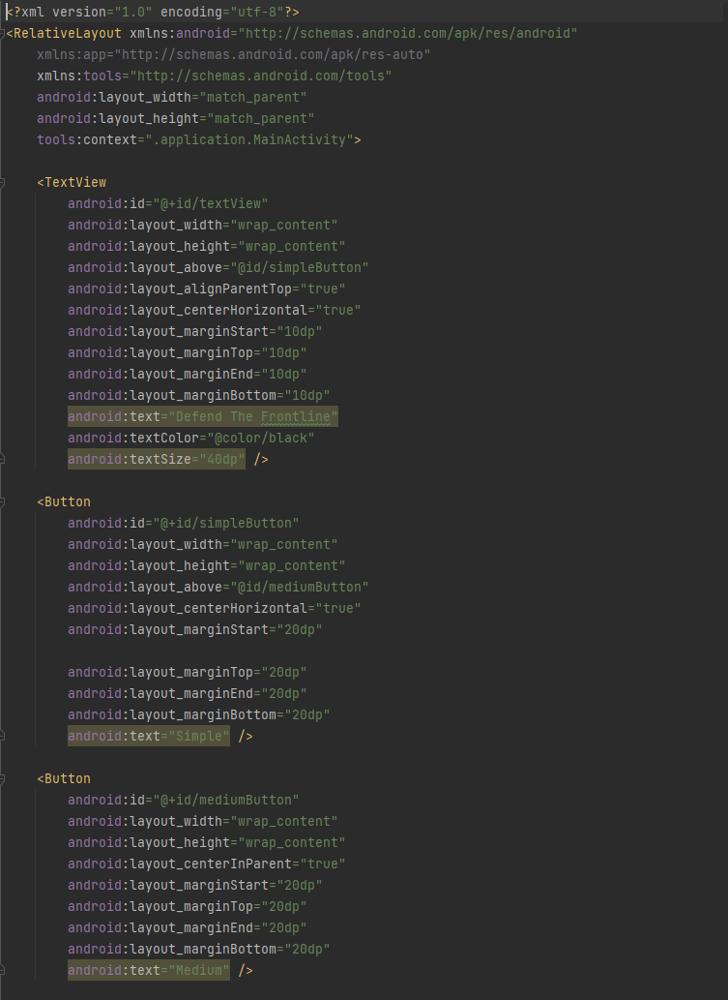 <?xml version="1.0" encoding="utf-8"?>
<RelativeLayout xmlns:android="http://schemas.android.com/apk/res/android"
    xmlns:app="http://schemas.android.com/apk/res-auto"
    xmlns:tools="http://schemas.android.com/tools"
    android:layout_width="match_parent"
    android:layout_height="match_parent"
    tools:context=".application.MainActivity">

    <TextView
        android:id="@+id/textView"
        android:layout_width="wrap_content"
        android:layout_height="wrap_content"
        android:layout_above="@id/simpleButton"
        android:layout_alignParentTop="true"
        android:layout_centerHorizontal="true"
        android:layout_marginStart="10dp"
        android:layout_marginTop="10dp"
        android:layout_marginEnd="10dp"
        android:layout_marginBottom="10dp"
        android:text="Defend The Frontline"
        android:textColor="@color/black"
        android:textSize="40dp" />

    <Button
        android:id="@+id/simpleButton"
        android:layout_width="wrap_content"
        android:layout_height="wrap_content"
        android:layout_above="@id/mediumButton"
        android:layout_centerHorizontal="true"
        android:layout_marginStart="20dp"

        android:layout_marginTop="20dp"
        android:layout_marginEnd="20dp"
        android:layout_marginBottom="20dp"
        android:text="Simple" />

    <Button
        android:id="@+id/mediumButton"
        android:layout_width="wrap_content"
        android:layout_height="wrap_content"
        android:layout_centerInParent="true"
        android:layout_marginStart="20dp"
        android:layout_marginTop="20dp"
        android:layout_marginEnd="20dp"
        android:layout_marginBottom="20dp"
        android:text="Medium" />